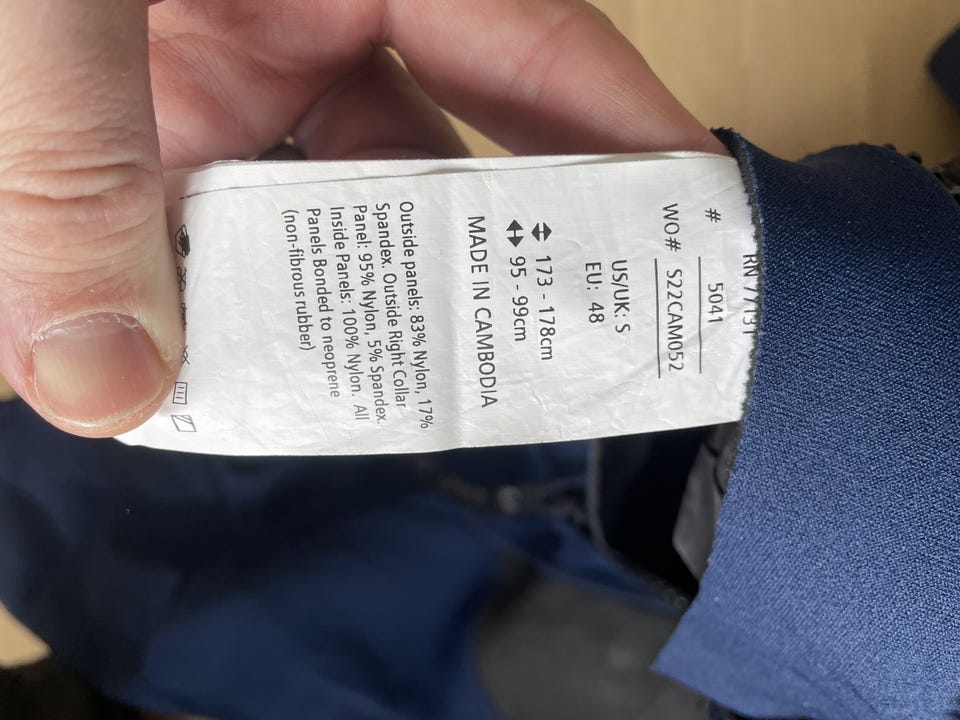 # 5041
WO# S22CAM052
US/UK: S
EU: 48
173 - 178cm
95 - 99cm
MADE IN CAMBODIA
Outside panels: 83% Nylon, 17%
Spandex. Outside Right Collar
Panel: 95% Nylon, 5% Spandex.
Inside Panels: 100% Nylon. All
Panels Bonded to neoprene
(non-fibrous rubber)